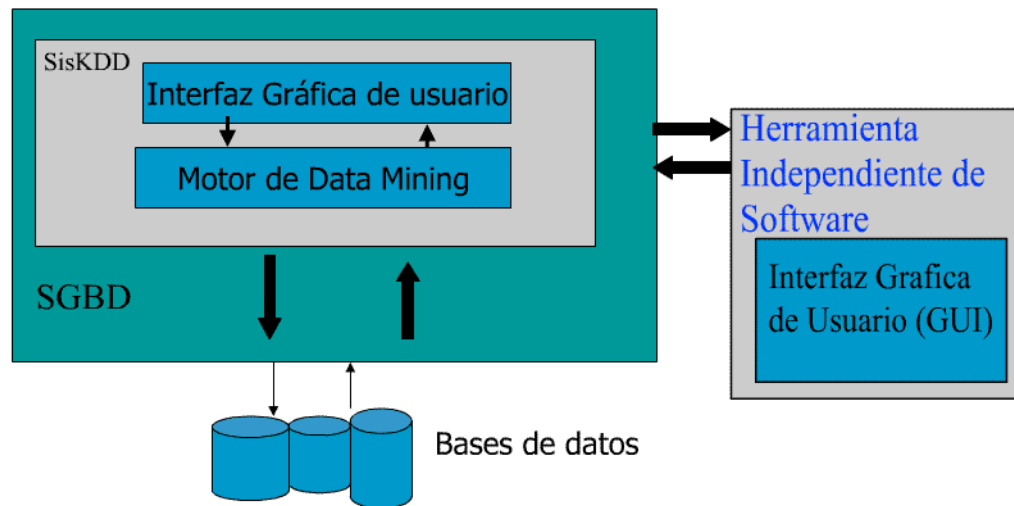 SisKDD
Interfaz Gráfica de usuario
Motor de Data Mining
SGBD
Herramienta
Independiente de
Software
Interfaz Grafica
de Usuario (GUI)
Bases de datos